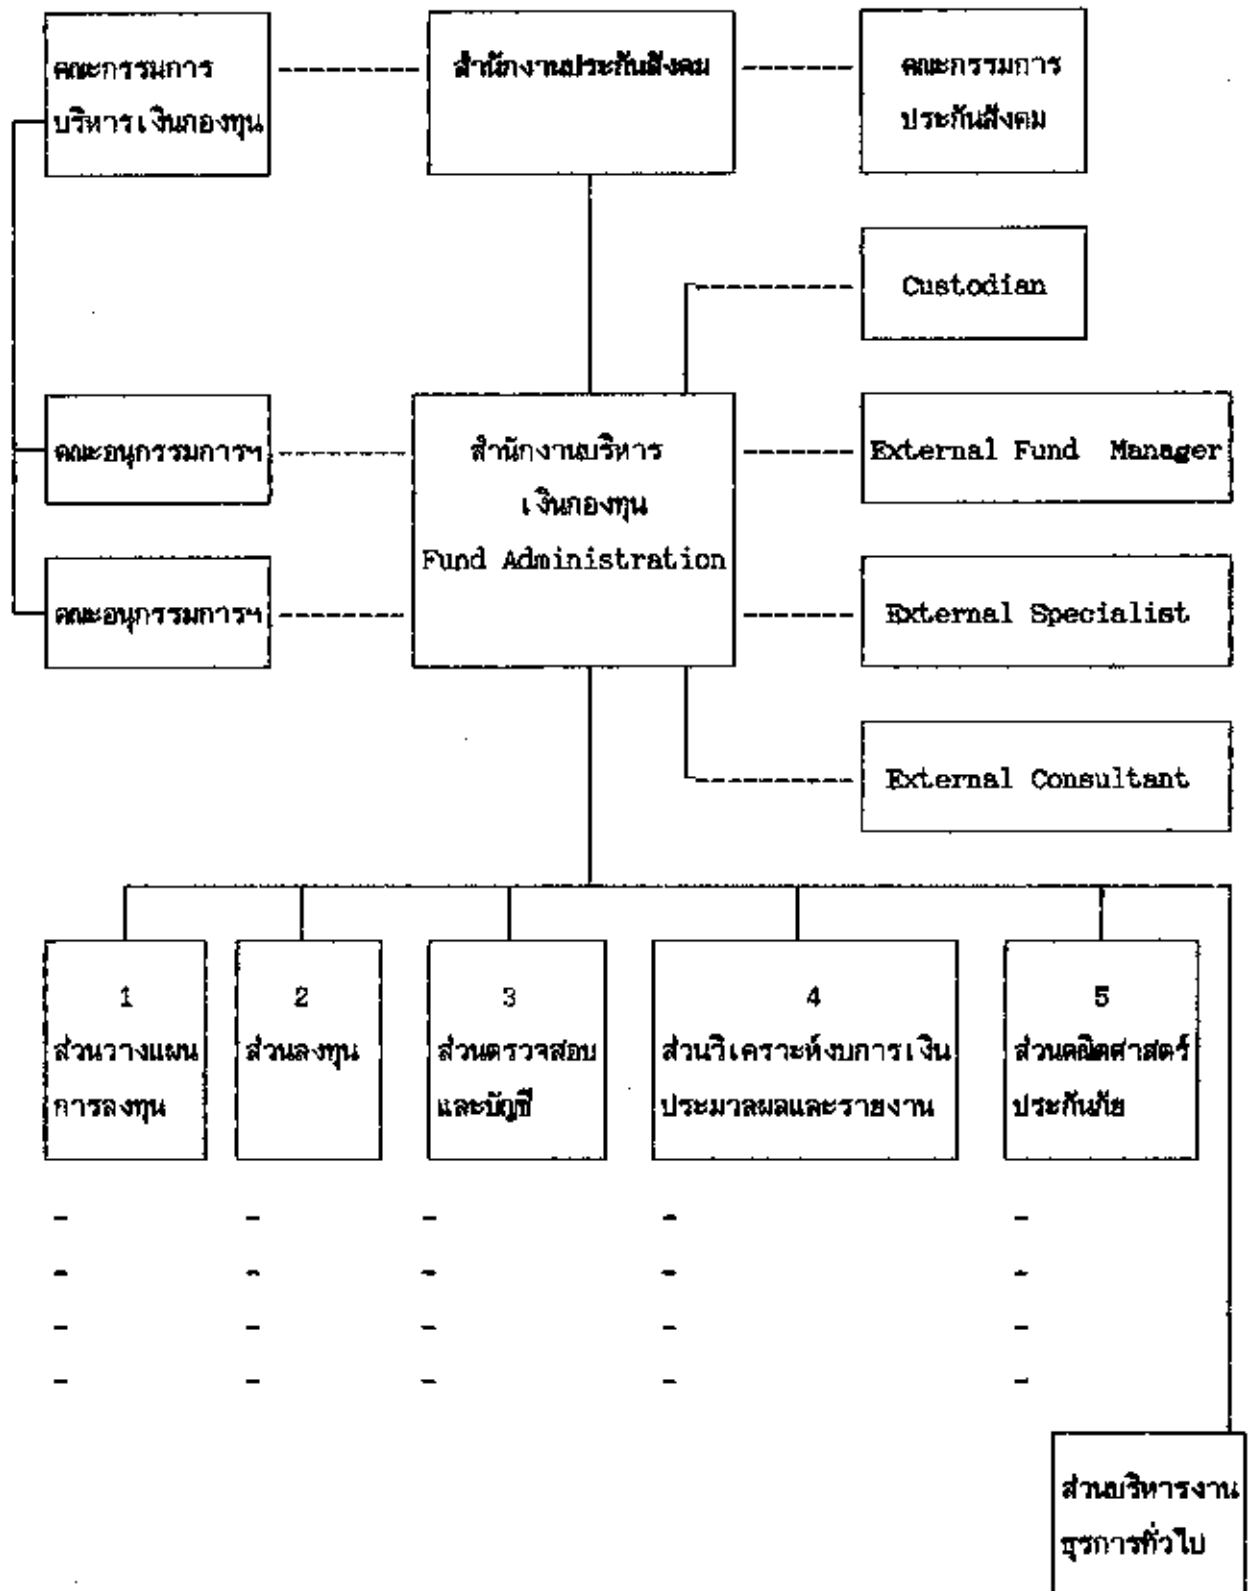 คณะกรรมการ
บริหารเงินกองทุน
สำนักงานประกันสังคม
คณะกรรมการ
ประกันสังคม
Custodian
คณะอนุกรรมการฯ
สำนักงานบริหาร
เงินกองทุน
Fund Administration
External Fund Manager
คณะอนุกรรมการฯ
External Specialist
External Consultant
1
ส่วนวางแผน
การลงทุน
2
ส่วนลงทุน
3
ส่วนตรวจสอบ
และบัญชี
4
ส่วนวิเคราะห์งบการเงิน
ประมวลผลและรายงาน
5
ส่วนคณิตศาสตร์
ประกันภัย
- - - - -
- - - - -
- - - - -
- - - - -
ส่วนบริหารงาน
ธุรการทั่วไป